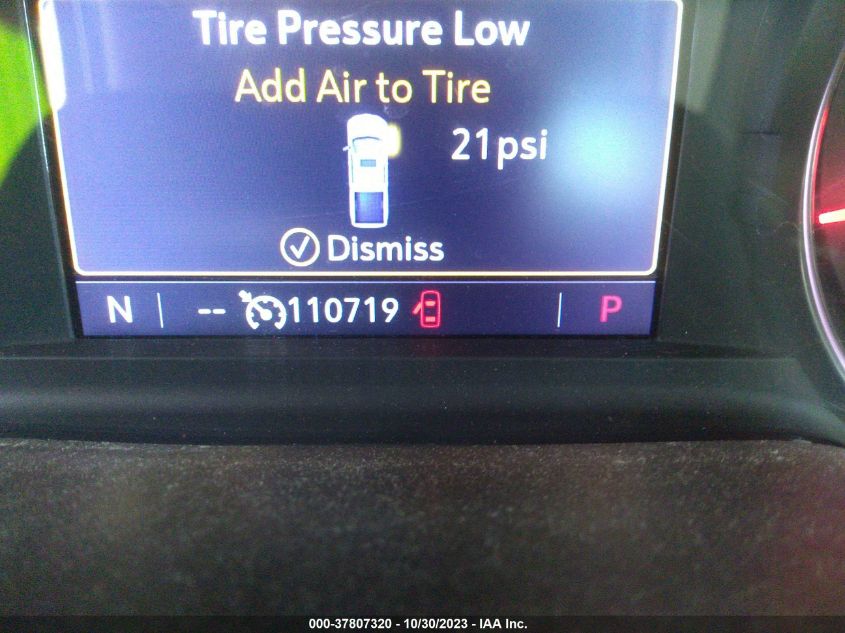 Tire Pressure Low
Add Air to Tire
21psi
Dismiss
N -- 110719 P
000-37807320 - 10/30/2023 - IAA Inc.